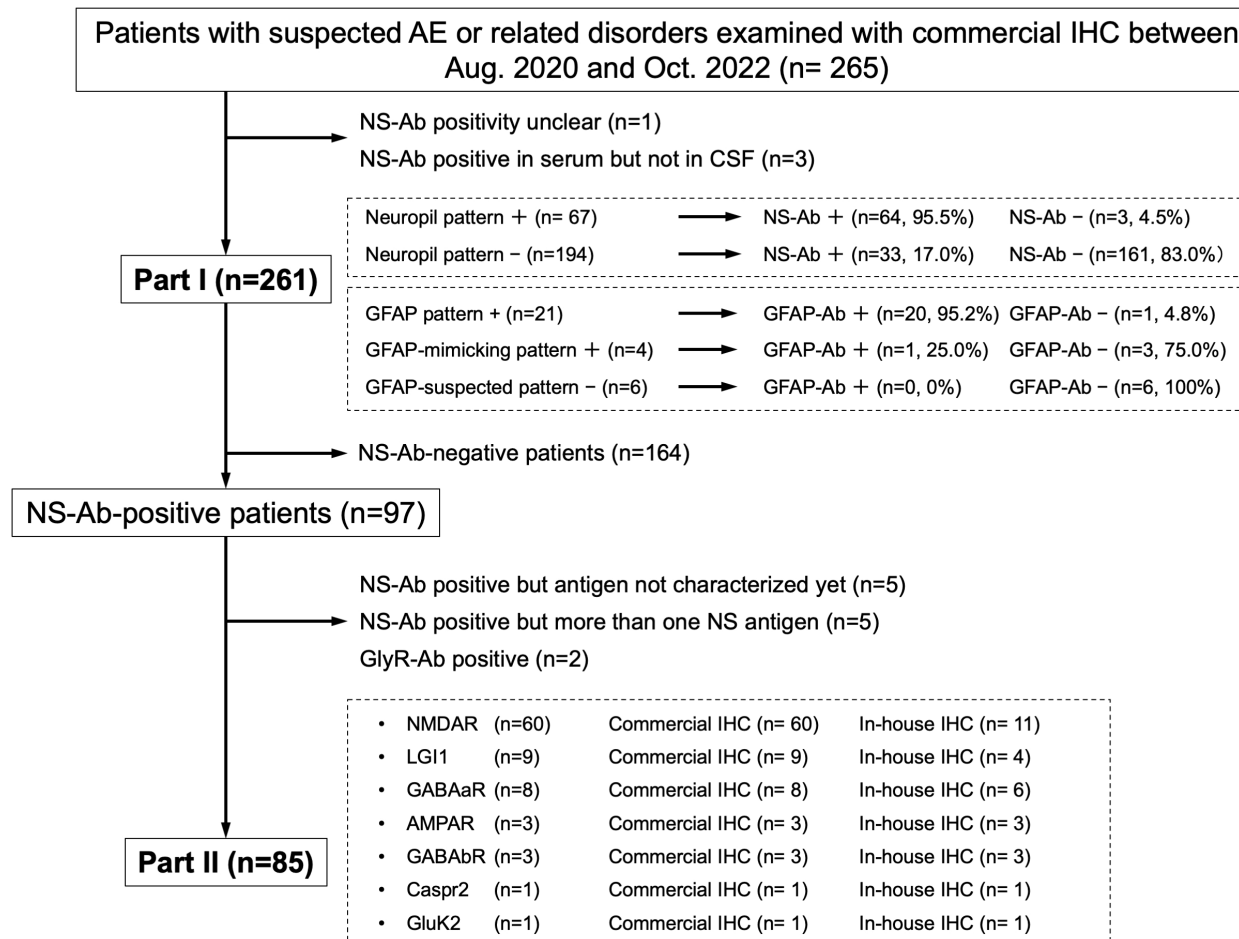 Patients with suspected AE or related disorders examined with commercial IHC between
Aug. 2020 and Oct. 2022 (n= 265)
NS-Ab positivity unclear (n=1)
NS-Ab positive in serum but not in CSF (n=3)
Neuropil pattern + (n= 67) NS-Ab + (n=64, 95.5%) NS-Ab − (n=3, 4.5%)
Neuropil pattern − (n=194) NS-Ab + (n=33, 17.0%) NS-Ab − (n=161, 83.0%)
Part I (n=261)
GFAP pattern + (n=21) GFAP-Ab + (n=20, 95.2%) GFAP-Ab − (n=1, 4.8%)
GFAP-mimicking pattern + (n=4) GFAP-Ab + (n=1, 25.0%) GFAP-Ab − (n=3, 75.0%)
GFAP-suspected pattern − (n=6) GFAP-Ab + (n=0, 0%) GFAP-Ab − (n=6, 100%)
NS-Ab-negative patients (n=164)
NS-Ab-positive patients (n=97)
NS-Ab positive but antigen not characterized yet (n=5)
NS-Ab positive but more than one NS antigen (n=5)
GlyR-Ab positive (n=2)
• NMDAR (n=60) Commercial IHC (n= 60) In-house IHC (n= 11)
• LGI1 (n=9) Commercial IHC (n= 9) In-house IHC (n= 4)
• GABAaR (n=8) Commercial IHC (n= 8) In-house IHC (n= 6)
• AMPAR (n=3) Commercial IHC (n= 3) In-house IHC (n= 3)
• GABAbR (n=3) Commercial IHC (n= 3) In-house IHC (n= 3)
Part II (n=85)
• Caspr2 (n=1) Commercial IHC (n= 1) In-house IHC (n= 1)
• GluK2 (n=1) Commercial IHC (n= 1) In-house IHC (n= 1)